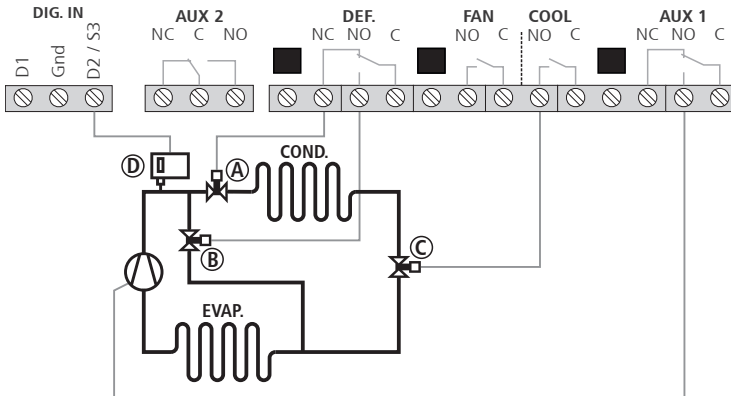 DIG. IN
AUX 2
DEF.
FAN
COOL
AUX 1
D1
Gnd
D2 / S3
NC C NO
NC NO C
NO C
NO C
NC NO C
D
A
COND.
B
C
EVAP.